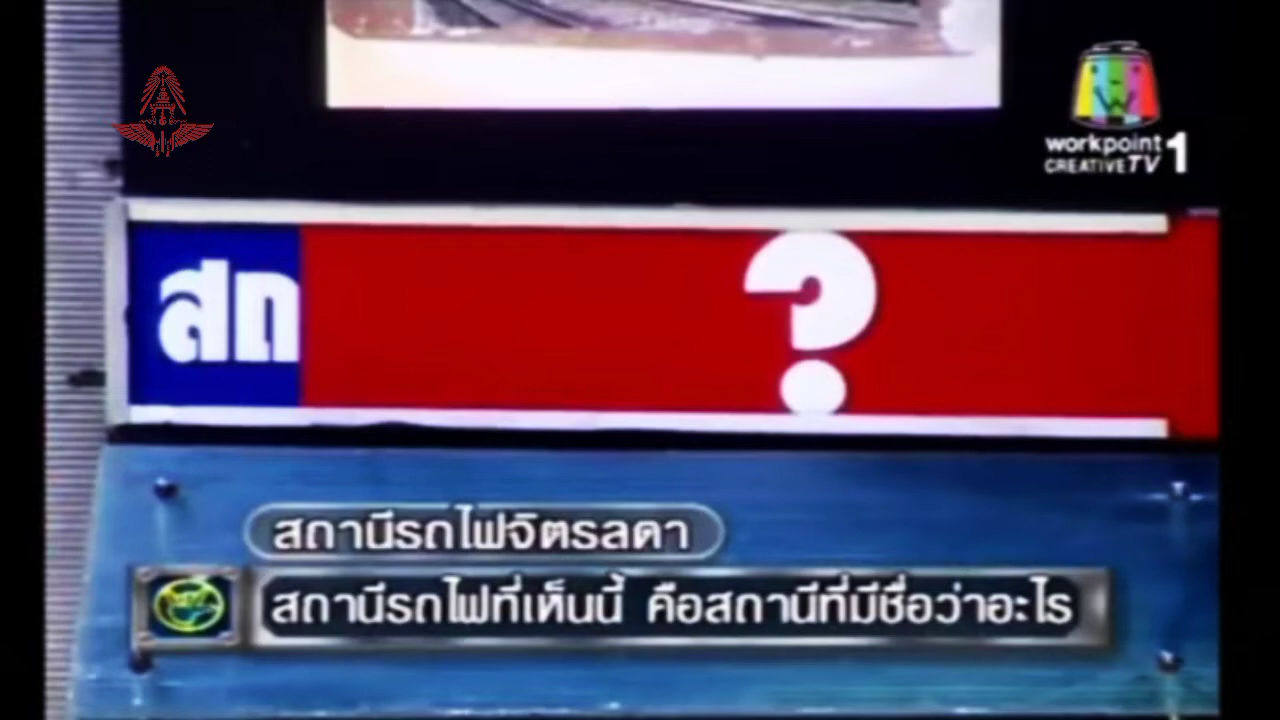 workpoint 1
CREATIVE TV
สถ
?
สถานีรถไฟจิตรลดา
สถานีรถไฟที่เห็นนี้ คือสถานีที่มีชื่อว่าอะไร